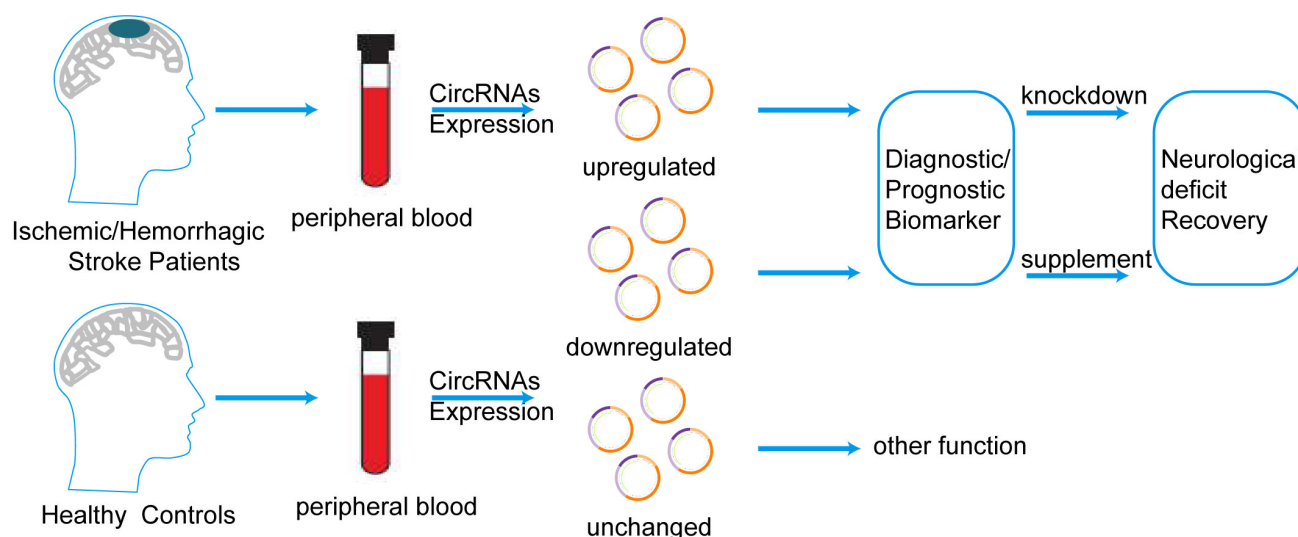 Ischemic/Hemorrhagic
Stroke Patients
peripheral blood
CircRNAs
Expression
upregulated
downregulated
Diagnostic/
Prognostic
Biomarker
knockdown
supplement
Neurologica
deficit
Recovery
Healthy Controls
peripheral blood
CircRNAs
Expression
unchanged
other function